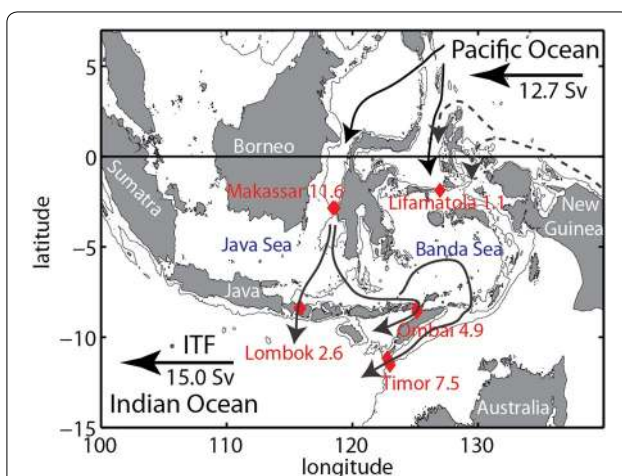 Pacific Ocean
12.7 Sv
5
Borneo
0
Sumatra
Makassar 11.6
Lifamatola 1.1
New
Guinea
latitude
Java Sea
Banda Sea
−5
Java
Ombai 4.9
−10
ITF
Lombok 2.6
15.0 Sv
Timor 7.5
Indian Ocean
Australia
−15
100
110
120
130
longitude